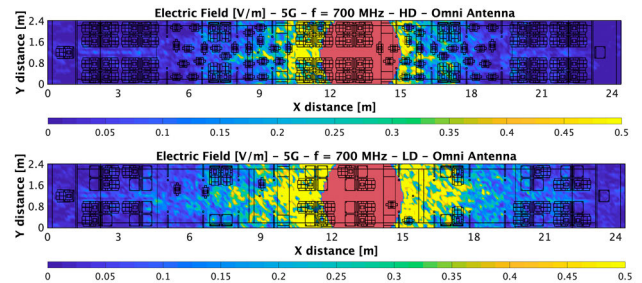 Electric Field [V/m] – 5G – f = 700 MHz – HD – Omni Antenna
Y distance [m]
2.4
1.6
0.8
0
0 3 6 9 12 15 18 21 24
X distance [m]
0 0.05 0.1 0.15 0.2 0.25 0.3 0.35 0.4 0.45 0.5
Electric Field [V/m] – 5G – f = 700 MHz – LD – Omni Antenna
Y distance [m]
2.4
1.6
0.8
0
0 3 6 9 12 15 18 21 24
X distance [m]
0 0.05 0.1 0.15 0.2 0.25 0.3 0.35 0.4 0.45 0.5